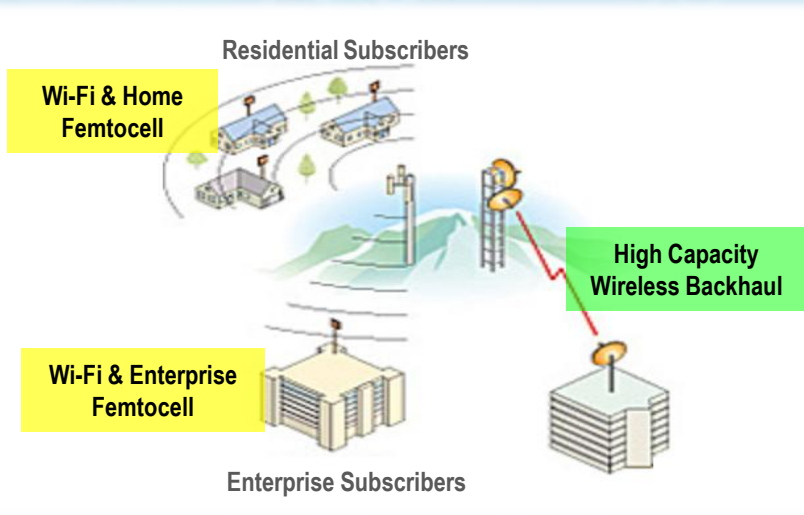 Residential Subscribers
Wi-Fi & Home
Femtocell
High Capacity
Wireless Backhaul
Wi-Fi & Enterprise
Femtocell
Enterprise Subscribers